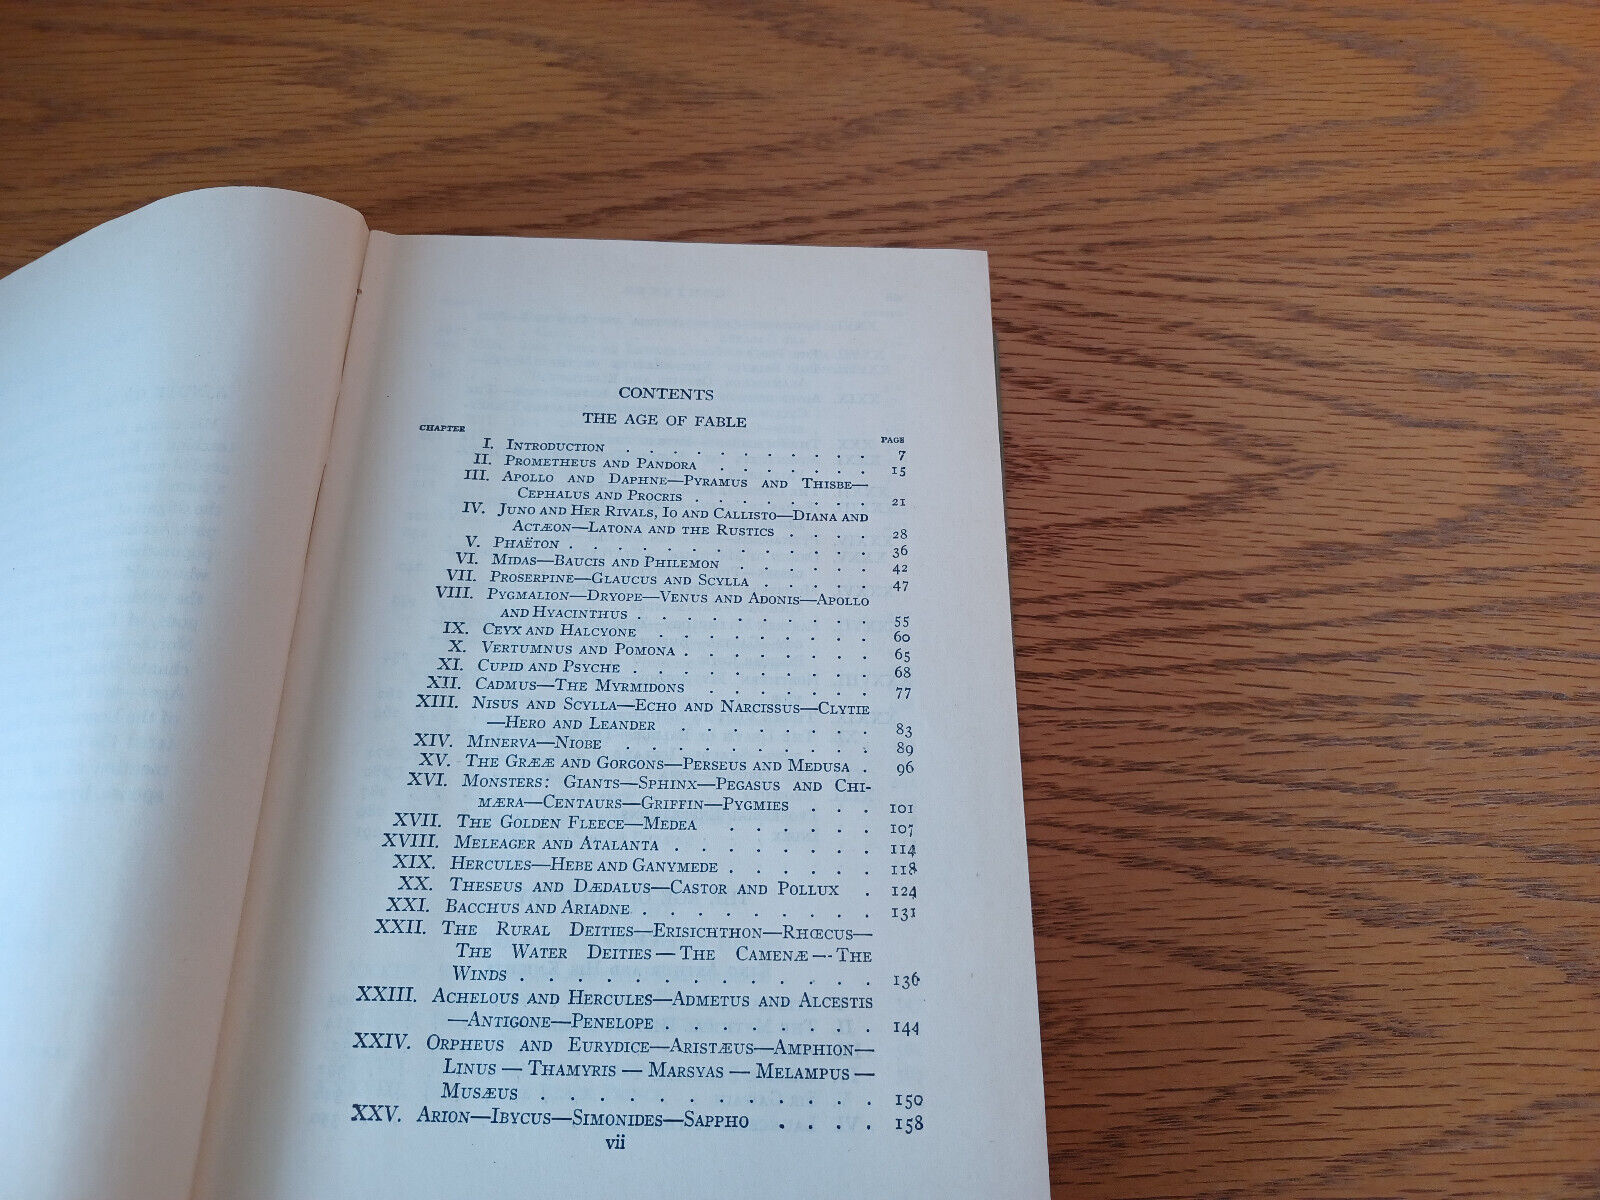 CONTENTS
THE AGE OF FABLE
CHAPTER PAGE
I. INTRODUCTION . . . . . . . . . . . 7
II. PROMETHEUS AND PANDORA . . . . . . . 15
III. APOLLO AND DAPHNE—PYRAMUS AND THISBE—
CEPHALUS AND PROCRIS . . . . . . . . 21
IV. JUNO AND HER RIVALS, IO AND CALLISTO—DIANA AND
ACTÆON—LATONA AND THE RUSTICS . . . . 28
V. PHAËTON . . . . . . . . . . . . 36
VI. MIDAS—BAUCIS AND PHILEMON . . . . . . 42
VII. PROSERPINE—GLAUCUS AND SCYLLA . . . . . 47
VIII. PYGMALION—DRYOPE—VENUS AND ADONIS—APOLLO
AND HYACINTHUS . . . . . . . . . . 55
IX. CEYX AND HALCYONE . . . . . . . . . 60
X. VERTUMNUS AND POMONA . . . . . . . . 65
XI. CUPID AND PSYCHE . . . . . . . . . . 68
XII. CADMUS—THE MYRMIDONS . . . . . . . 77
XIII. NISUS AND SCYLLA—ECHO AND NARCISSUS—CLYTIE
—HERO AND LEANDER . . . . . . . . 83
XIV. MINERVA—NIOBE . . . . . . . . . . 89
XV. THE GRÆÆ AND GORGONS—PERSEUS AND MEDUSA . 96
XVI. MONSTERS: GIANTS—SPHINX—PEGASUS AND CHI-
MÆRA—CENTAURS—GRIFFIN—PYGMIES . . . 101
XVII. THE GOLDEN FLEECE—MEDEA . . . . . . 107
XVIII. MELEAGER AND ATALANTA . . . . . . . . 114
XIX. HERCULES—HEBE AND GANYMEDE . . . . . . 118
XX. THESEUS AND DÆDALUS—CASTOR AND POLLUX . 124
XXI. BACCHUS AND ARIADNE . . . . . . . . . 131
XXII. THE RURAL DEITIES—ERISICHTHON—RHŒCUS—
THE WATER DEITIES — THE CAMENÆ — THE
WINDS . . . . . . . . . . . . . 136
XXIII. ACHELOUS AND HERCULES—ADMETUS AND ALCESTIS
—ANTIGONE—PENELOPE . . . . . . . . 144
XXIV. ORPHEUS AND EURYDICE—ARISTÆUS—AMPHION—
LINUS — THAMYRIS — MARSYAS — MELAMPUS —
MUSÆUS . . . . . . . . . . . . 150
XXV. ARION—IBYCUS—SIMONIDES—SAPPHO . . . . 158
vii